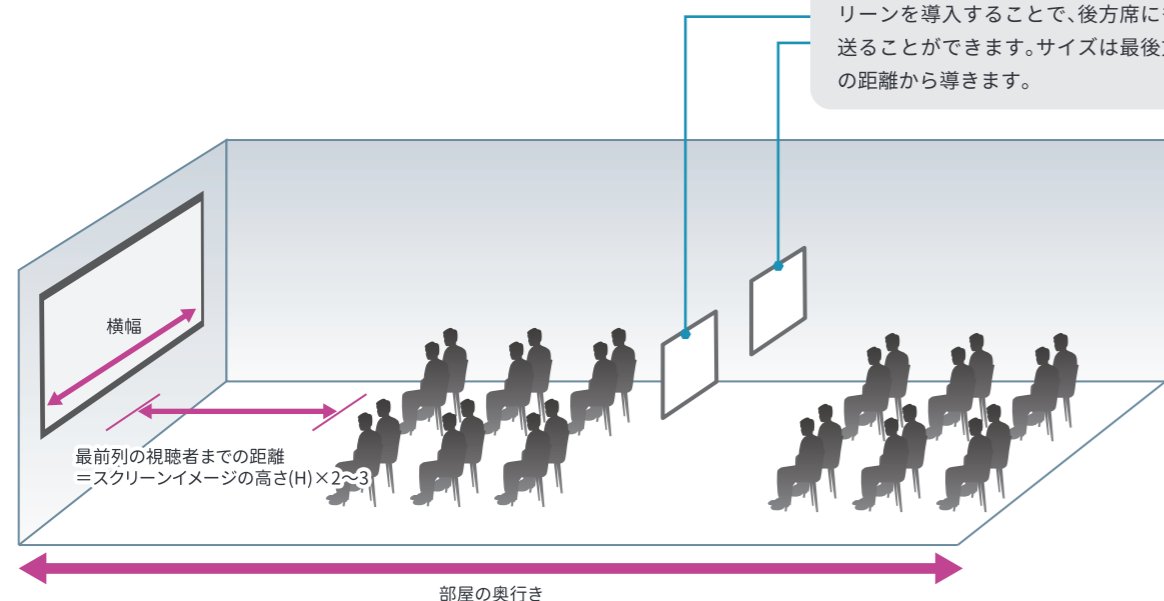 リーンを導入することで、後方席に
送ることができます。サイズは最後
の距離から導きます。
横幅
最前列の視聴者までの距離
＝スクリーンイメージの高さ(H)×2～3
部屋の奥行き